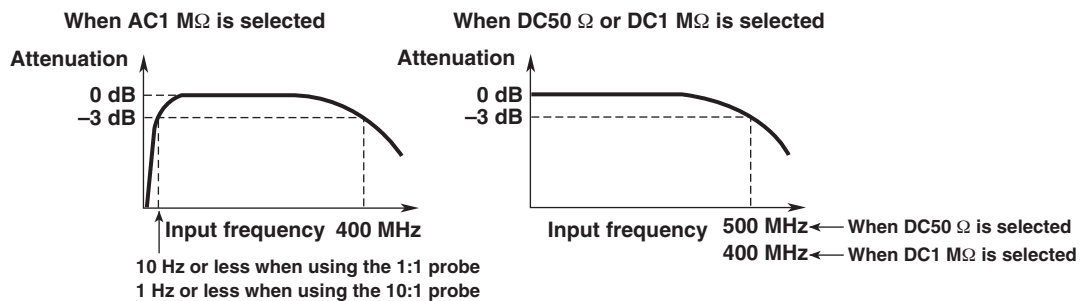 When AC1 MΩ is selected
Attenuation
0 dB
–3 dB
Input frequency 400 MHz
10 Hz or less when using the 1:1 probe
1 Hz or less when using the 10:1 probe
When DC50 Ω or DC1 MΩ is selected
Attenuation
0 dB
–3 dB
Input frequency 500 MHz When DC50 Ω is selected
400 MHz When DC1 MΩ is selected